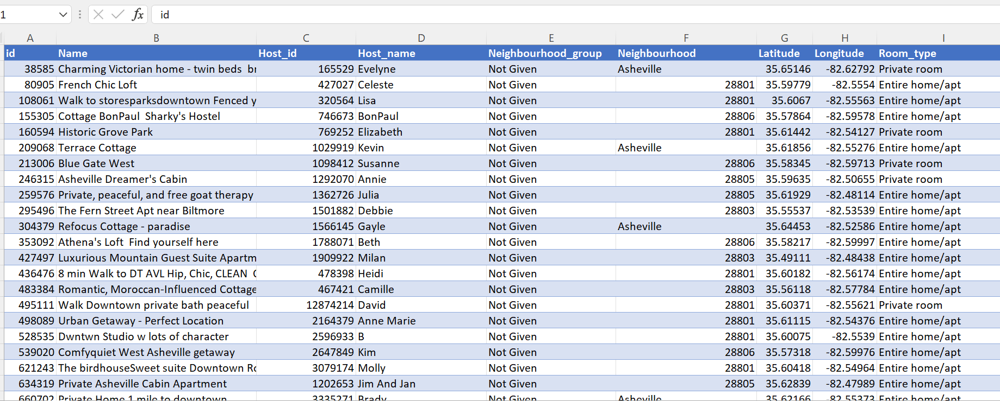 1 fx id
A B C D E F G H I
id Name Host_id Host_name Neighbourhood_group Neighbourhood Latitude Longitude Room_type
38585 Charming Victorian home - twin beds Evelyne 165529 Not Given Asheville 35.65146 -82.62792 Private room
80905 French Chic Loft 427027 Celeste Not Given 28801 35.59779 -82.5554 Entire home/apt
108061 Walk to storesparksdowntown Fenced y 320564 Lisa Not Given 28801 35.6067 -82.55563 Entire home/apt
155305 Cottage BonPaul Sharky's Hostel 746673 BonPaul Not Given 28806 35.57864 -82.59578 Entire home/apt
160594 Historic Grove Park 769252 Elizabeth Not Given 28801 35.61442 -82.54127 Private room
209068 Terrace Cottage 1029919 Kevin Not Given Asheville 35.61856 -82.55276 Entire home/apt
213006 Blue Gate West 1098412 Susanne Not Given 28806 35.58345 -82.59713 Private room
246315 Asheville Dreamer's Cabin 1292070 Annie Not Given 28805 35.59635 -82.50655 Private room
259576 Private, peaceful, and free goat therapy 1362726 Julia Not Given 28805 35.61929 -82.48114 Entire home/apt
295496 The Fern Street Apt near Biltmore 1501882 Debbie Not Given 28803 35.55537 -82.53539 Entire home/apt
304379 Refocus Cottage - paradise 1566145 Gayle Not Given Asheville 35.64453 -82.52586 Entire home/apt
353092 Athena's Loft Find yourself here 1788071 Beth Not Given 28806 35.58217 -82.59997 Entire home/apt
427497 Luxurious Mountain Guest Suite Apartm 1909922 Milan Not Given 28803 35.49111 -82.48438 Entire home/apt
436476 8 min Walk to DT AVL Hip, Chic, CLEAN 478398 Heidi Not Given 28801 35.60182 -82.56174 Entire home/apt
483384 Romantic, Moroccan-Influenced Cottage 467421 Camille Not Given 28803 35.56118 -82.57784 Entire home/apt
495111 Walk Downtown private bath peaceful 12874214 David Not Given 28801 35.60371 -82.55621 Private room
498089 Urban Getaway - Perfect Location 2164379 Anne Marie Not Given 28801 35.61115 -82.54376 Entire home/apt
528535 Dwntwn Studio w lots of character 2596933 B Not Given 28801 35.60075 -82.5539 Entire home/apt
539020 Comfyquiet West Asheville getaway 2647849 Kim Not Given 28806 35.57318 -82.59976 Entire home/apt
621243 The birdhouseSweet suite Downtown 3079174 Molly Not Given 28801 35.60418 -82.54964 Entire home/apt
634319 Private Asheville Cabin Apartment 1202653 Jim And Jan Not Given 28805 35.62839 -82.47989 Entire home/apt
660702 Private Home 1 mile to downtown 3335271 Brady Not Given Asheville 35.62166 -82.55373 Entire home/apt